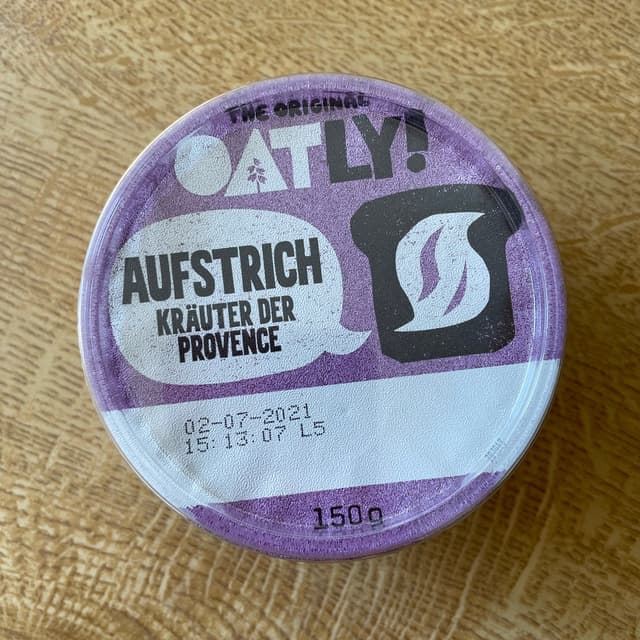 THE ORIGINAL
OATLY!
AUFSTRICH
KRÄUTER DER
PROVENCE
02-07-2021
15:13:07 L5
150g